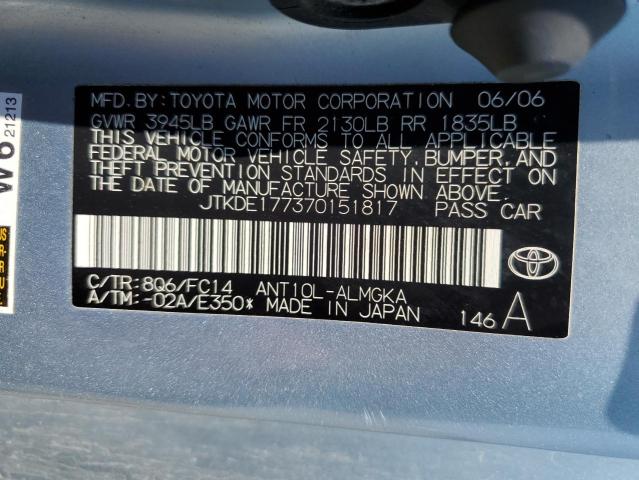 MFD. BY: TOYOTA MOTOR CORPORATION 06/06
GVWR 3945LB GAWR FR 2130LB RR 1835LB
THIS VEHICLE CONFORMS TO ALL APPLICABLE
FEDERAL MOTOR VEHICLE SAFETY, BUMPER, AND
THEFT PREVENTION STANDARDS IN EFFECT ON
THE DATE OF MANUFACTURE SHOWN ABOVE.
JTKDE177370151817 PASS CAR
C/TR: 8Q6/FC14 ANT10L-ALMGKA
A/TM: -02A/E350* MADE IN JAPAN
146 A
W6
21213